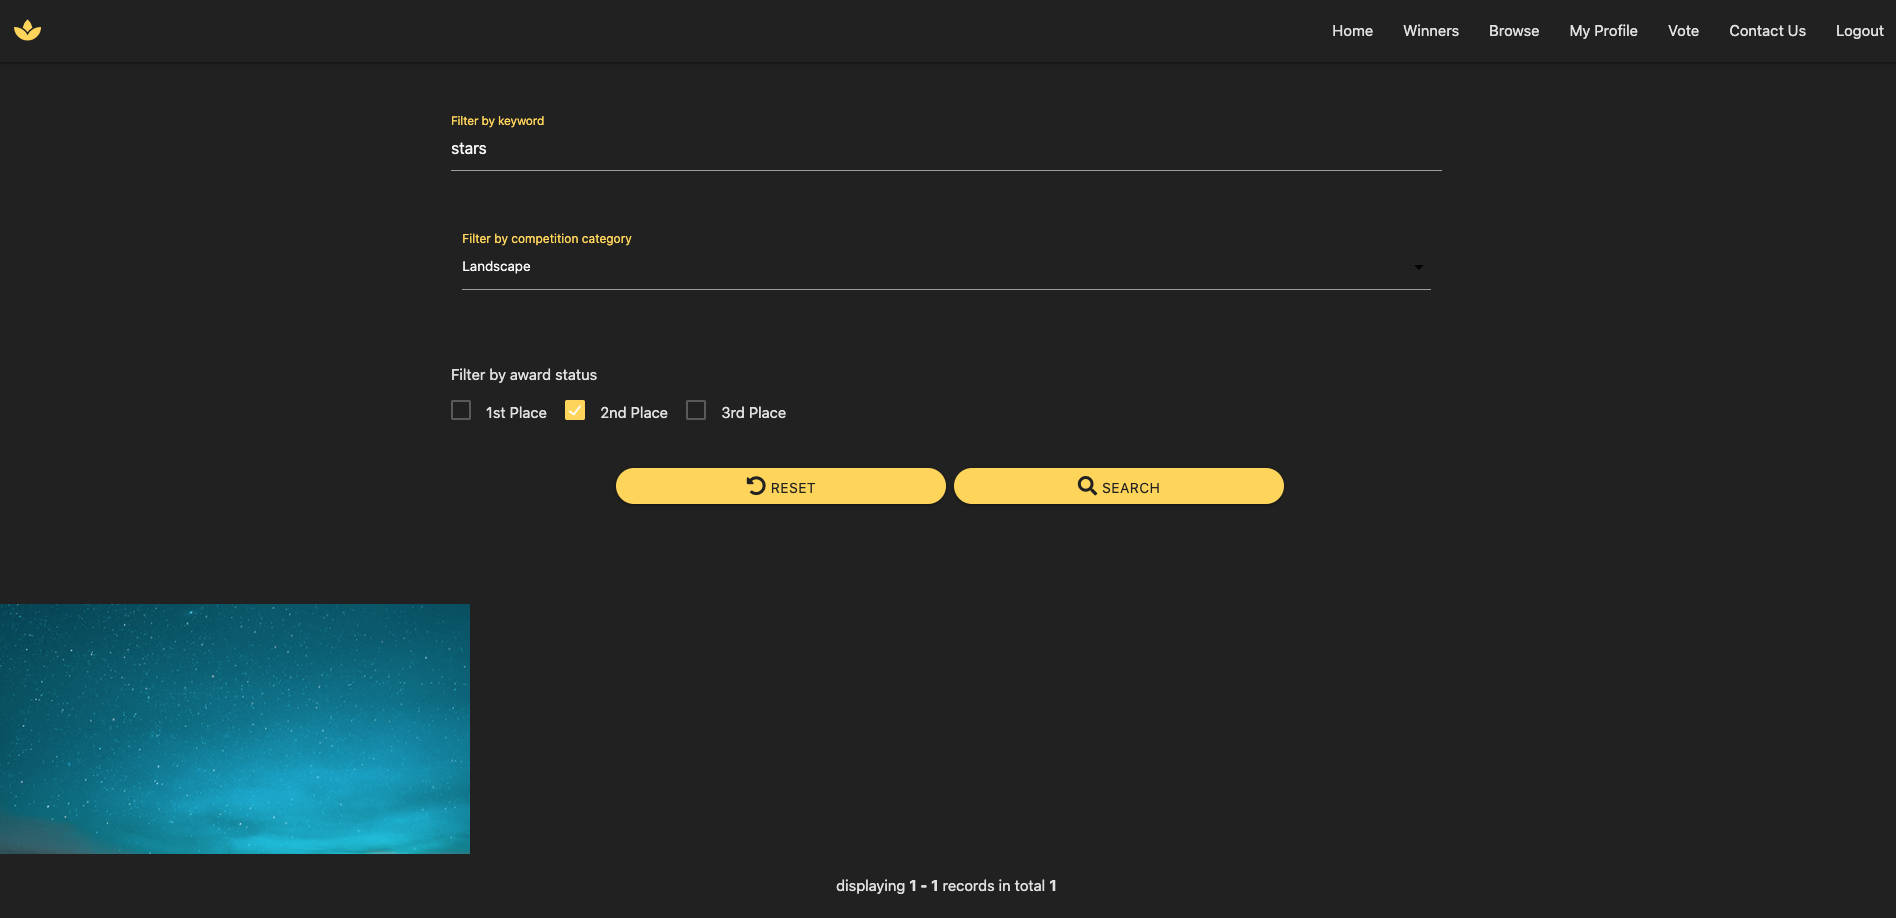 Home Winners Browse My Profile Vote Contact Us Logout
Filter by keyword
stars
Filter by competition category
Landscape
Filter by award status
1st Place 2nd Place 3rd Place
RESET SEARCH
displaying 1 - 1 records in total 1